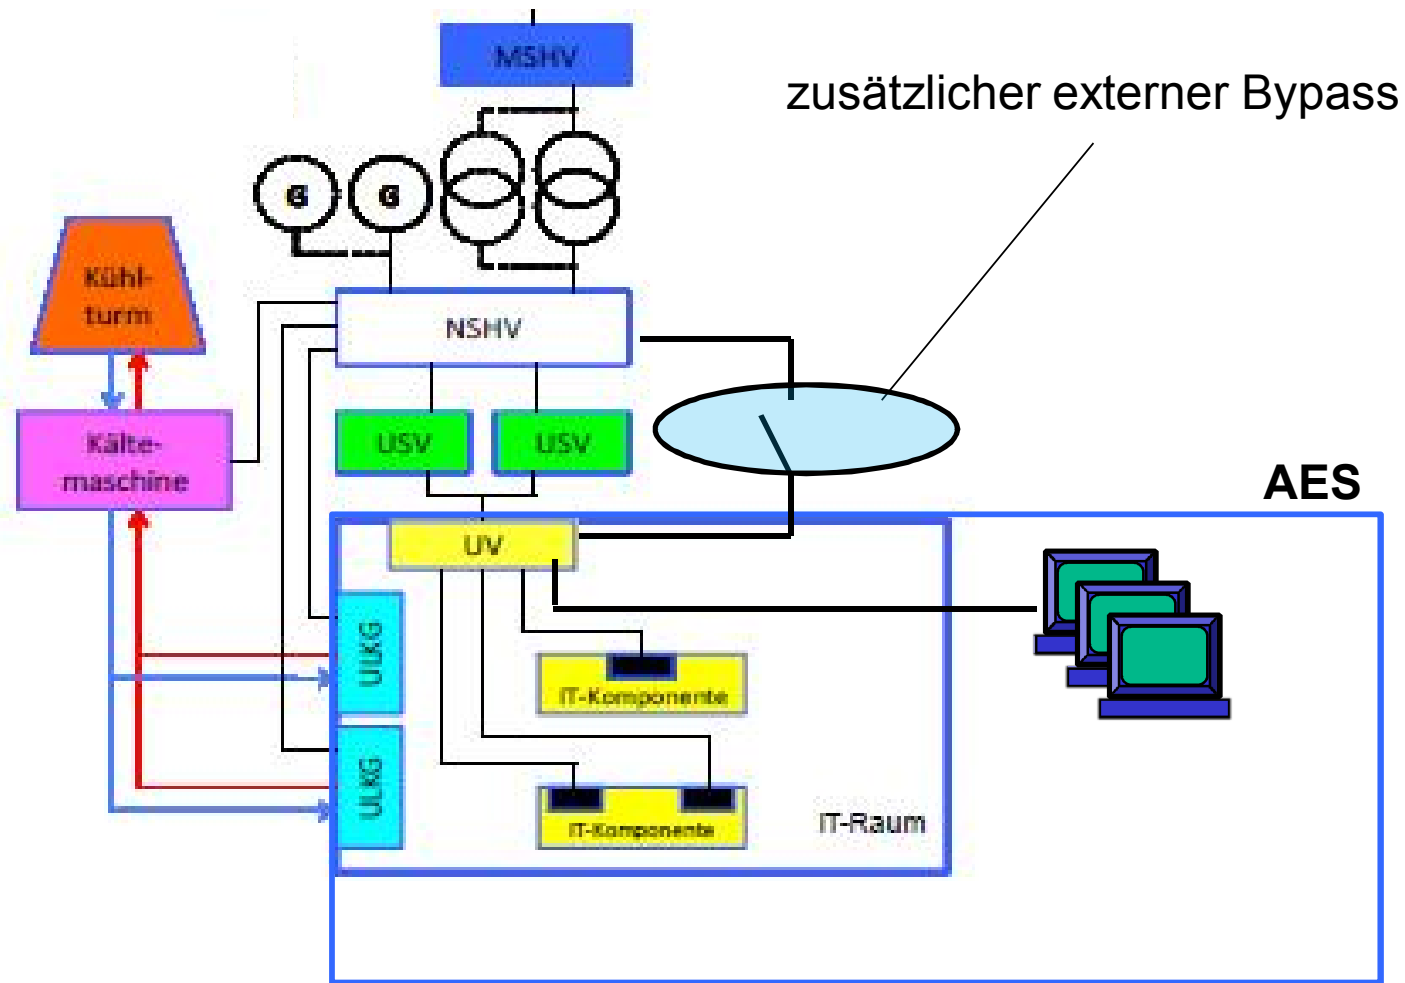 MSHV
zusätzlicher externer Bypass
G
G
Kühl-
turm
NSHV
Kälte-
maschine
USV
USV
AES
UV
ULKG
IT-Komponente
ULKG
IT-Raum
IT-Komponente